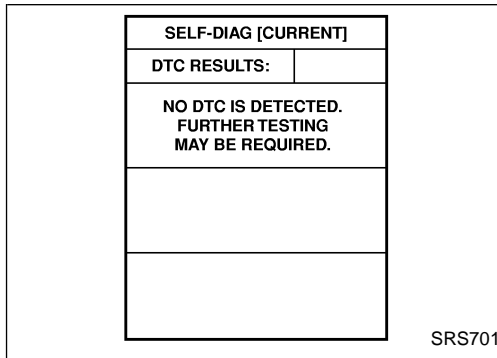 SELF-DIAG [CURRENT]
DTC RESULTS:
NO DTC IS DETECTED.
FURTHER TESTING
MAY BE REQUIRED.
SRS701